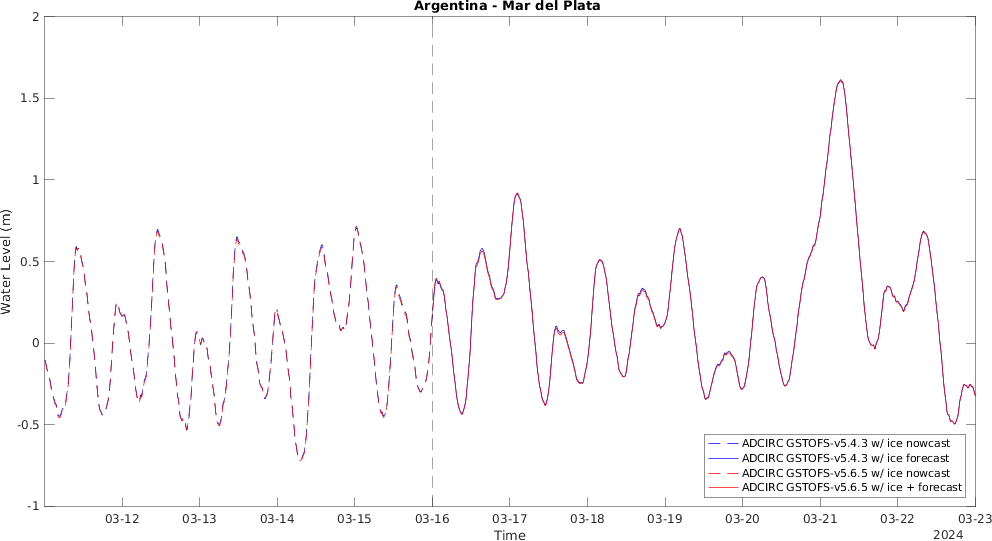 Argentina - Mar del Plata
Water Level (m)
2
1.5
1
0.5
0
-0.5
-1
ADCIRC GSTOFS-v5.4.3 w/ ice nowcast
ADCIRC GSTOFS-v5.4.3 w/ ice forecast
ADCIRC GSTOFS-v5.6.5 w/ ice nowcast
ADCIRC GSTOFS-v5.6.5 w/ ice + forecast
03-12 03-13 03-14 03-15 03-16 03-17 03-18 03-19 03-20 03-21 03-22 03-23
Time
2024